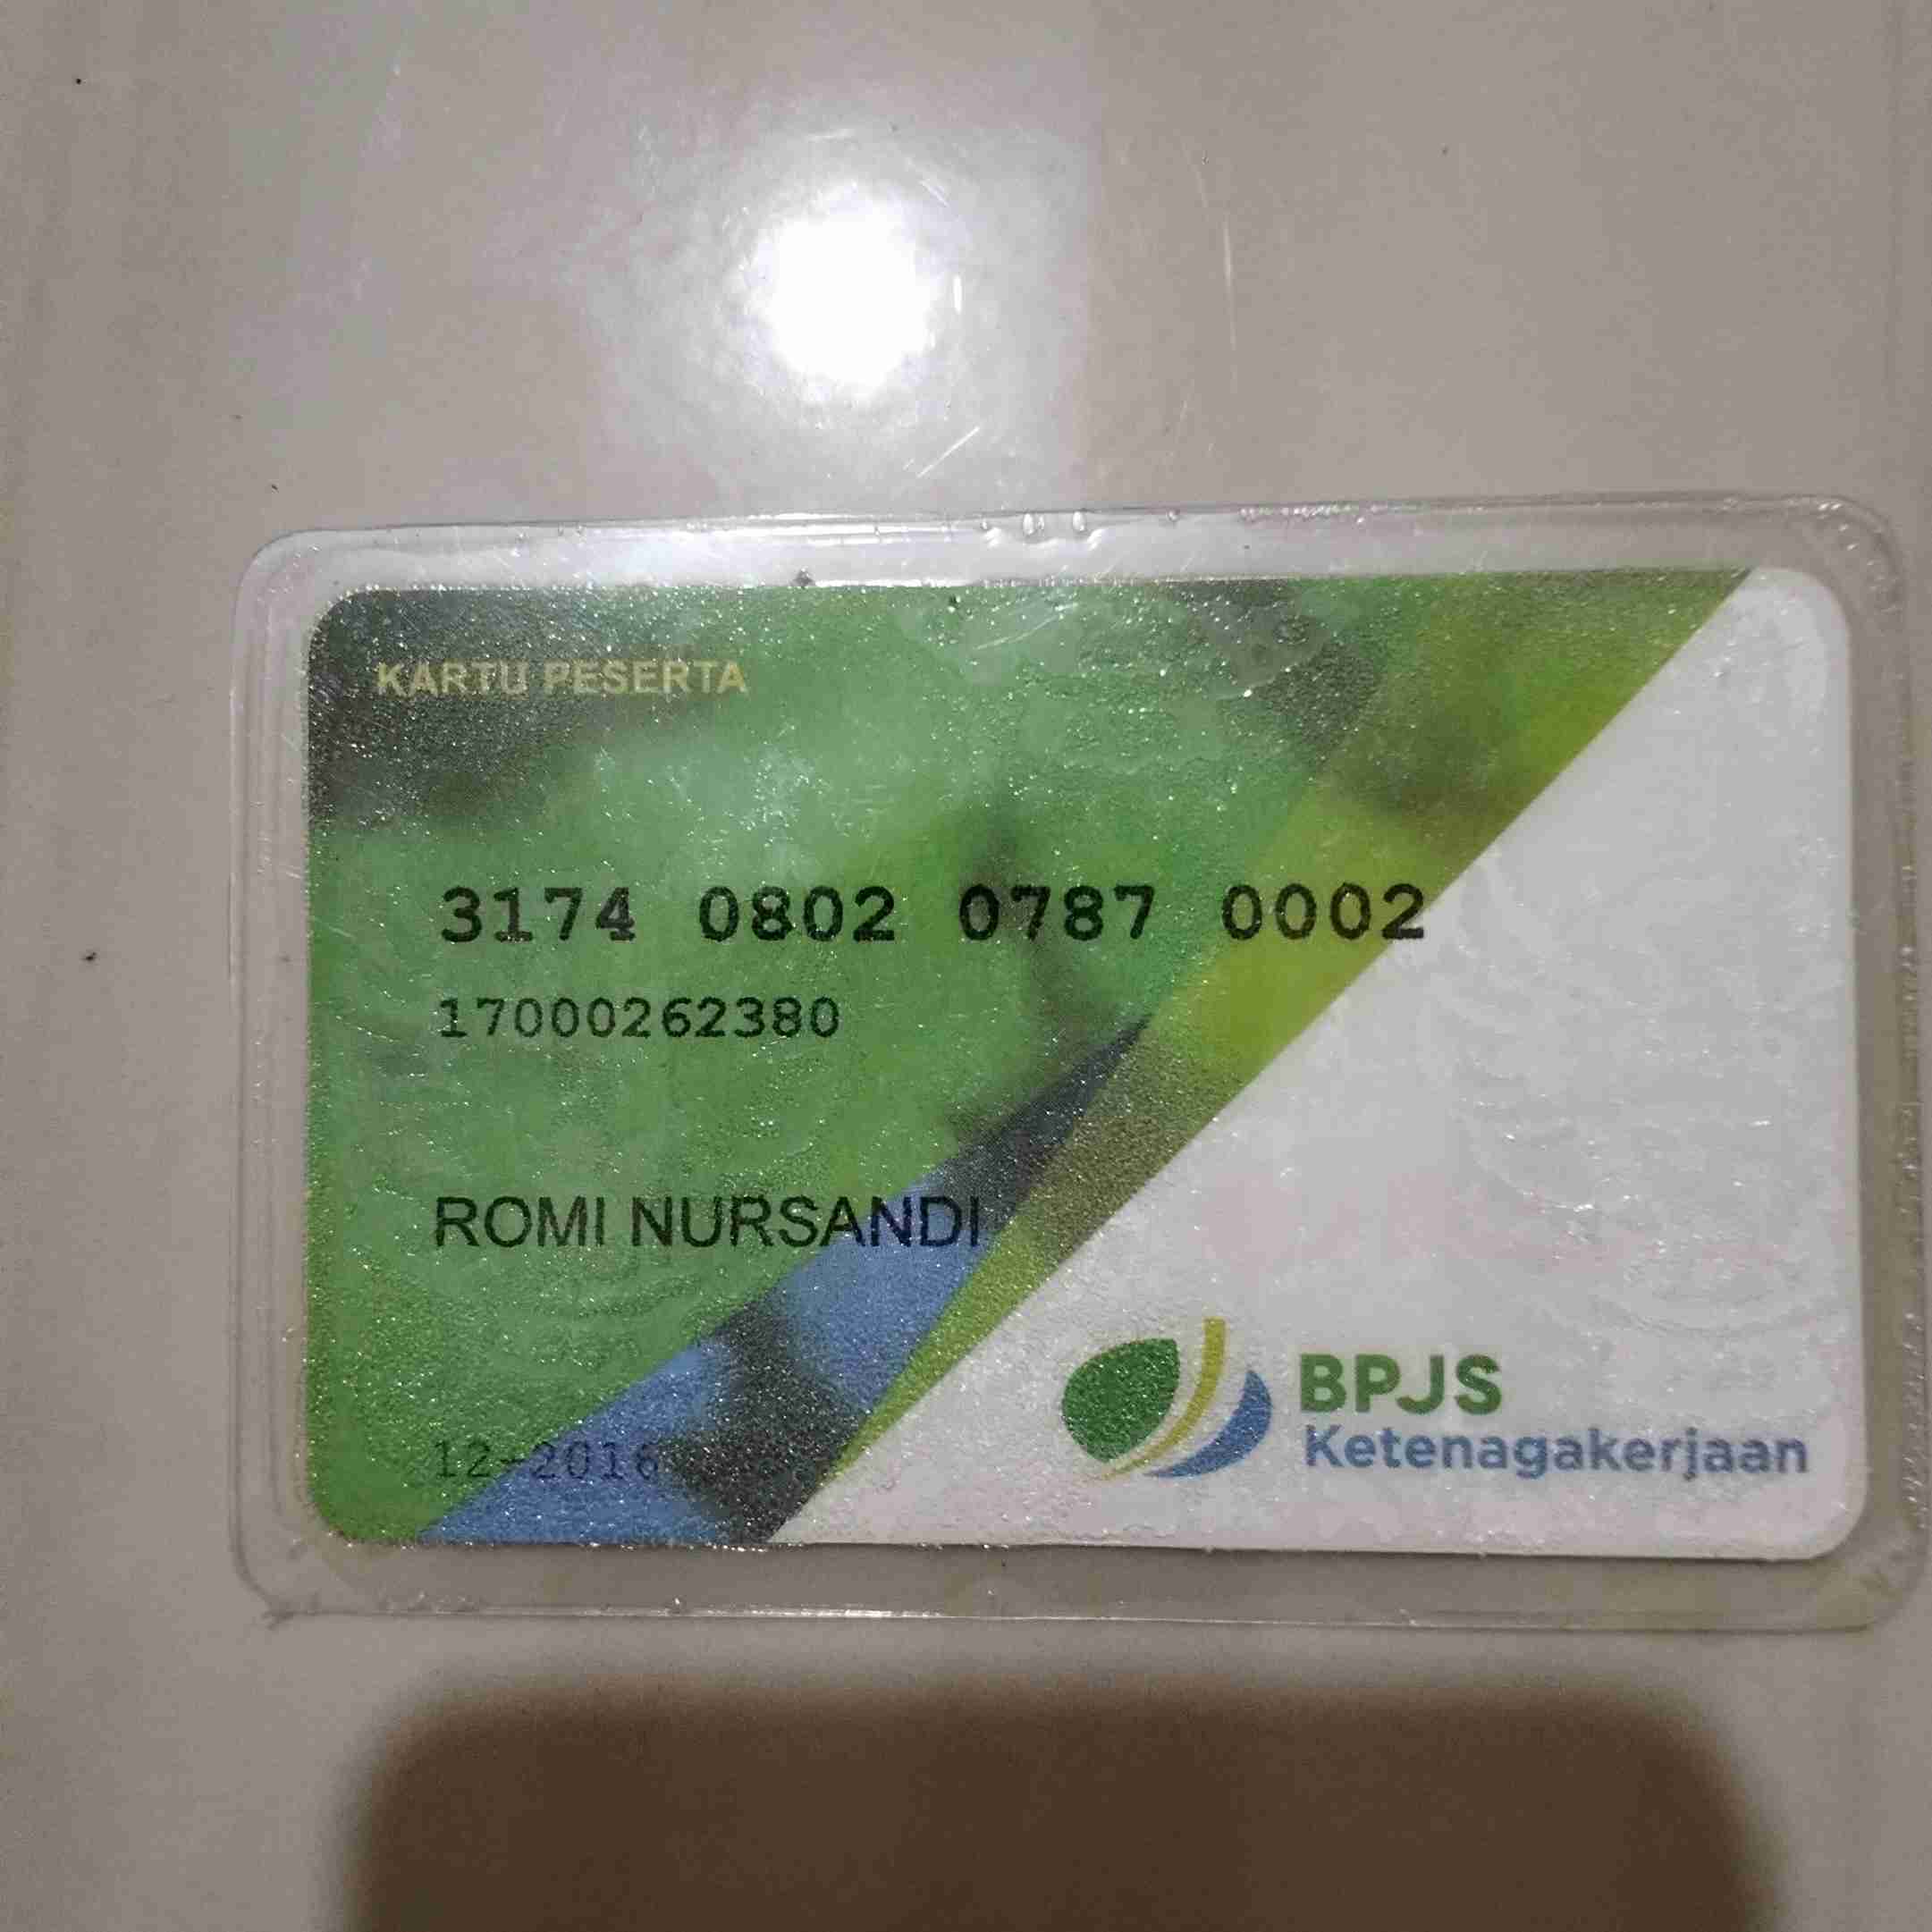 KARTU PESERTA
3174 0802 0787 0002
17000262380
ROMI NURSANDI
12-2016
BPJS
Ketenagakerjaan